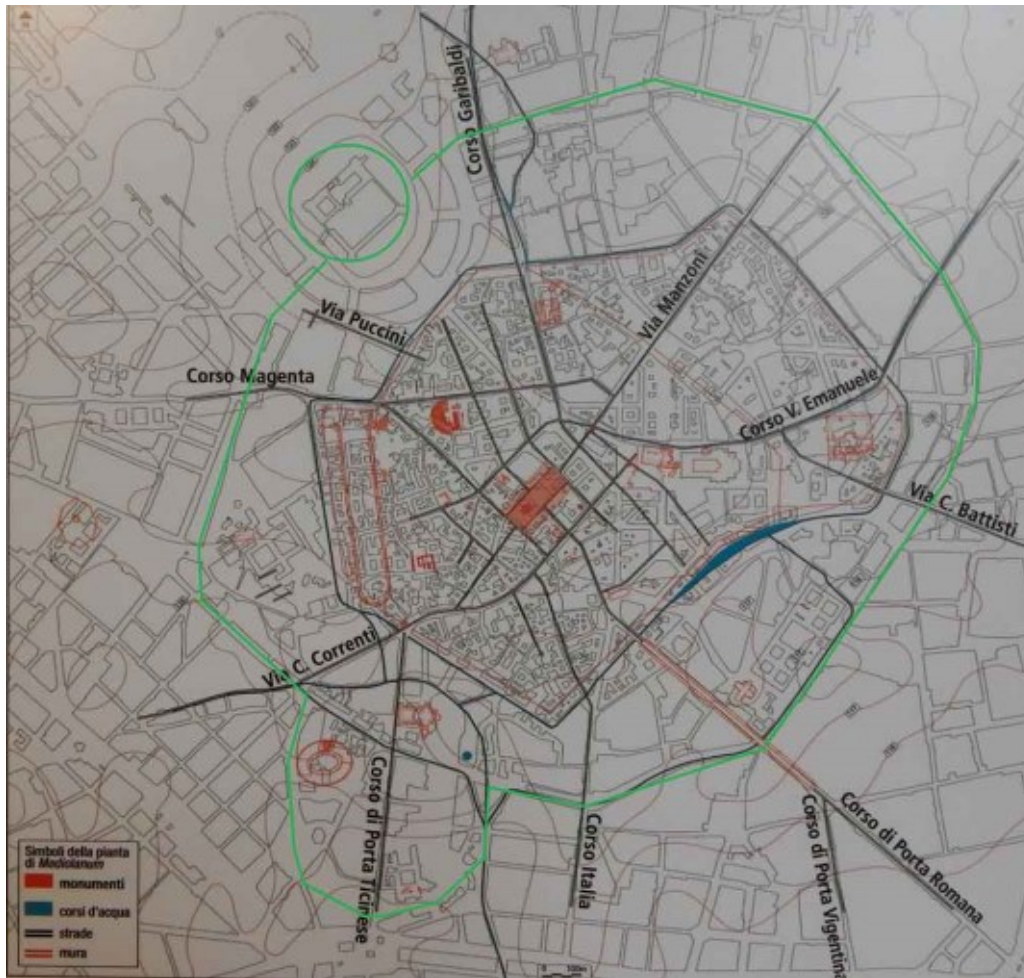 Corso Garibaldi
Via Manzoni
Via Puccini
Corso Magenta
Corso V. Emanuele
Via C. Battisti
Via C. Correnti
Corso di Porta Ticinese
Corso Italia
Corso di Porta Vigentina
Corso di Porta Romana
Simboli della pianta
di Mediolanum
monumenti
corsi d'acqua
strade
mura
0 100m